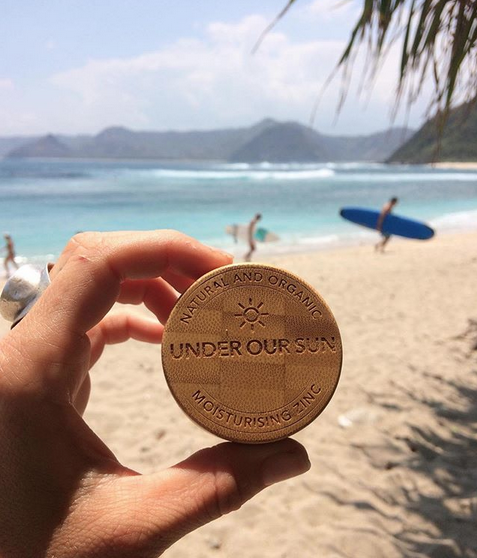 NATURAL AND ORGANIC
UNDER OUR SUN
MOISTURISING ZINC